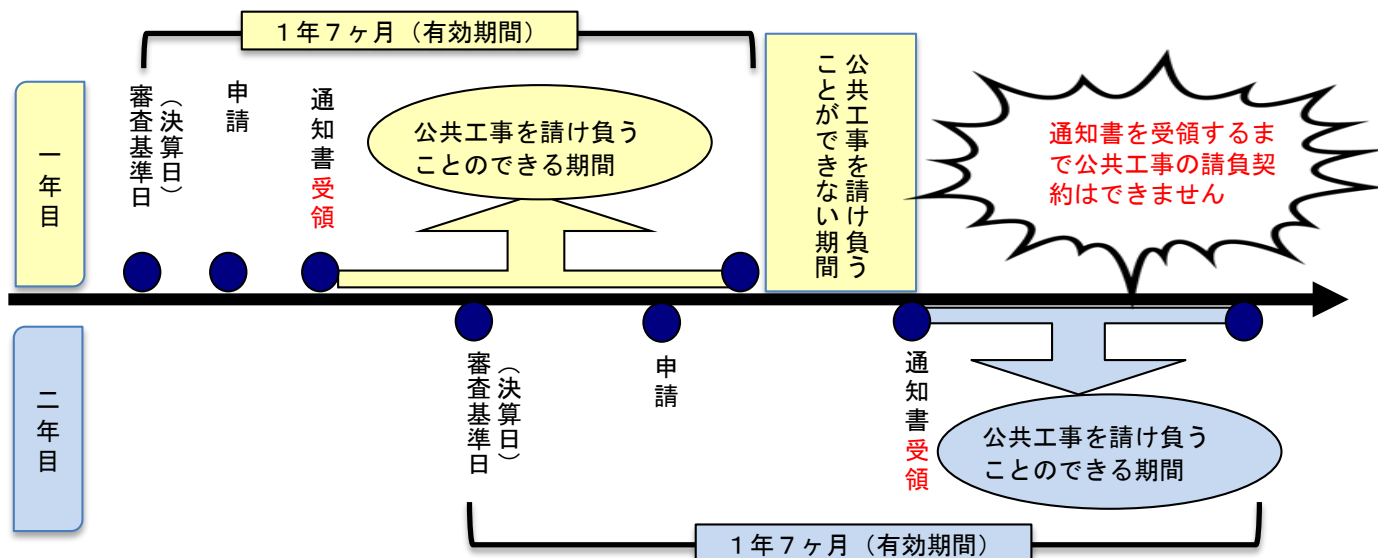 1年7ヶ月(有効期間)
一年目
審査基準日
(決算日)
申請
通知書受領
公共工事を請け負う
ことのできる期間
公共工事を請け負う
ことができない期間
通知書を受領するま
で公共工事の請負契
約はできません
二年目
審査基準日
(決算日)
申請
通知書受領
公共工事を請け負う
ことのできる期間
1年7ヶ月(有効期間)